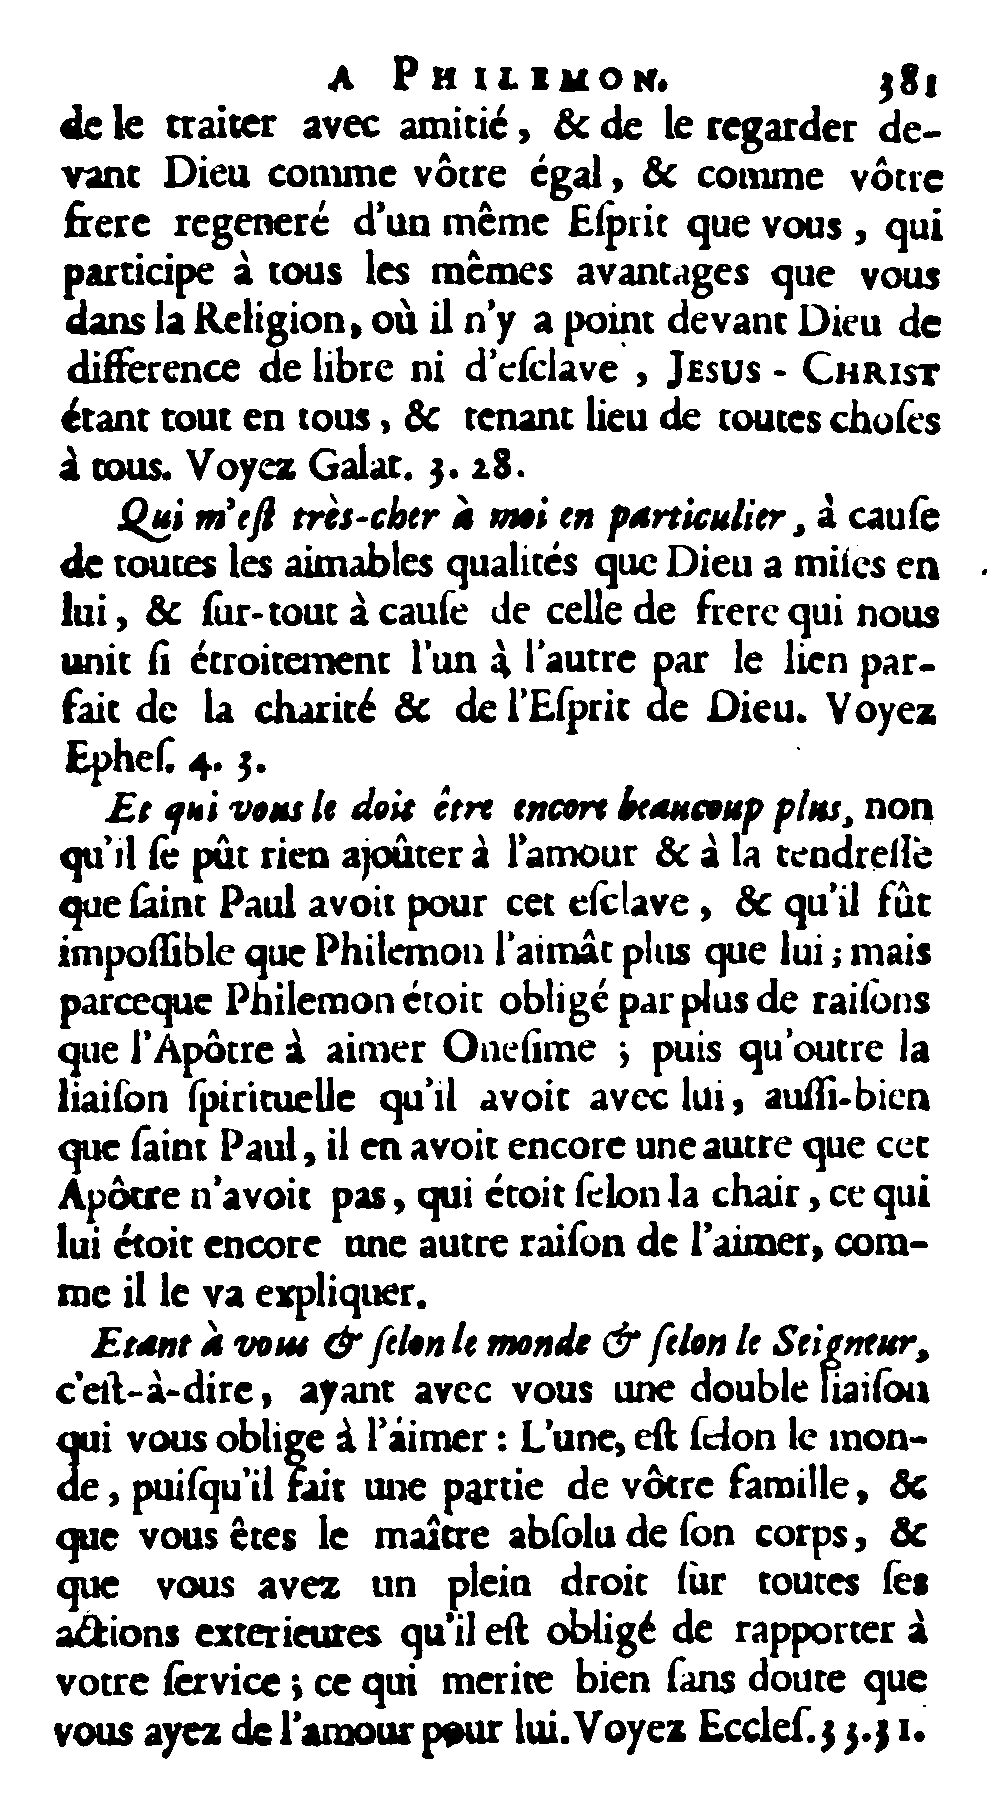 A PHILEMON. 381
de le traiter avec amitié, & de le regarder de-
vant Dieu comme vôtre égal, & comme vôtre
frere regeneré d'un même Eſprit que vous, qui
participe à tous les mêmes avantages que vous
dans la Religion, où il n'y a point devant Dieu de
difference de libre ni d'eſclave, JESUS-CHRIST
étant tout en tous, & tenant lieu de toutes choſes
à tous. Voyez Galat. 3. 28.
Qui m'eſt très-cher à moi en particulier, à cauſe
de toutes les aimables qualités que Dieu a miſes en
lui, & ſur-tout à cauſe de celle de frere qui nous
unit ſi étroitement l'un à l'autre par le lien par-
fait de la charité & de l'Eſprit de Dieu. Voyez
Epheſ. 4. 3.
Et qui vous le doit être encore beaucoup plus, non
qu'il ſe pût rien ajoûter à l'amour & à la tendreſſe
que ſaint Paul avoit pour cet eſclave, & qu'il fût
impoſſible que Philemon l'aimât plus que lui; mais
parceque Philemon étoit obligé par plus de raiſons
que l'Apôtre à aimer Oneſime; puis qu'outre la
liaiſon ſpirituelle qu'il avoit avec lui, auſſi-bien
que ſaint Paul, il en avoit encore une autre que cet
Apôtre n'avoit pas, qui étoit ſelon la chair, ce qui
lui étoit encore une autre raiſon de l'aimer, com-
me il le va expliquer.
Etant à vous & ſelon le monde & ſelon le Seigneur,
c'eſt-à-dire, ayant avec vous une double liaiſon
qui vous oblige à l'aimer: L'une, eſt ſelon le mon-
de, puiſqu'il fait une partie de vôtre famille, &
que vous êtes le maître abſolu de ſon corps, &
que vous avez un plein droit ſur toutes ſes
actions exterieures qu'il eſt obligé de rapporter à
votre ſervice; ce qui merite bien ſans doute que
vous ayez de l'amour pour lui. Voyez Eccleſ. 33. 31.